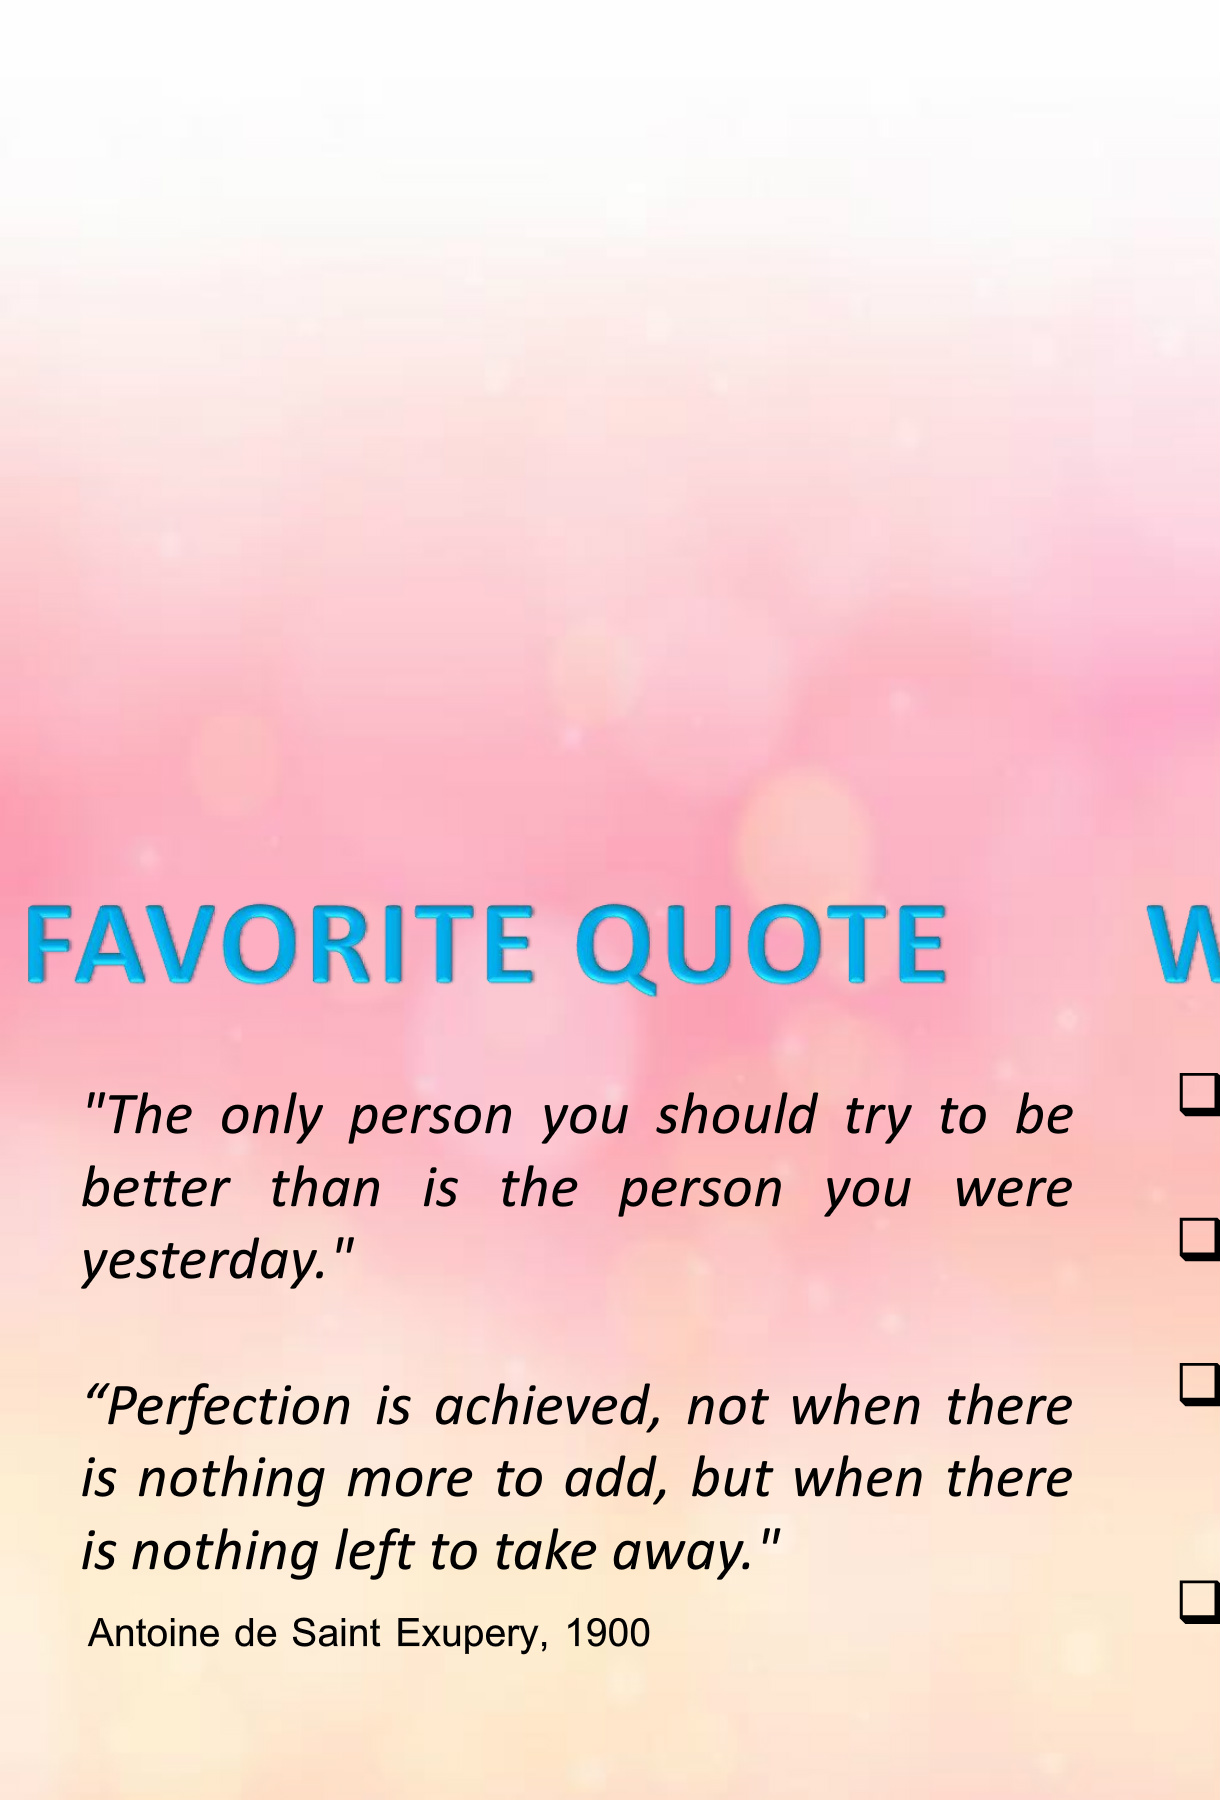 FAVORITE QUOTE W
"The only person you should try to be
better than is the person you were
yesterday."
“Perfection is achieved, not when there
is nothing more to add, but when there
is nothing left to take away."
Antoine de Saint Exupery, 1900